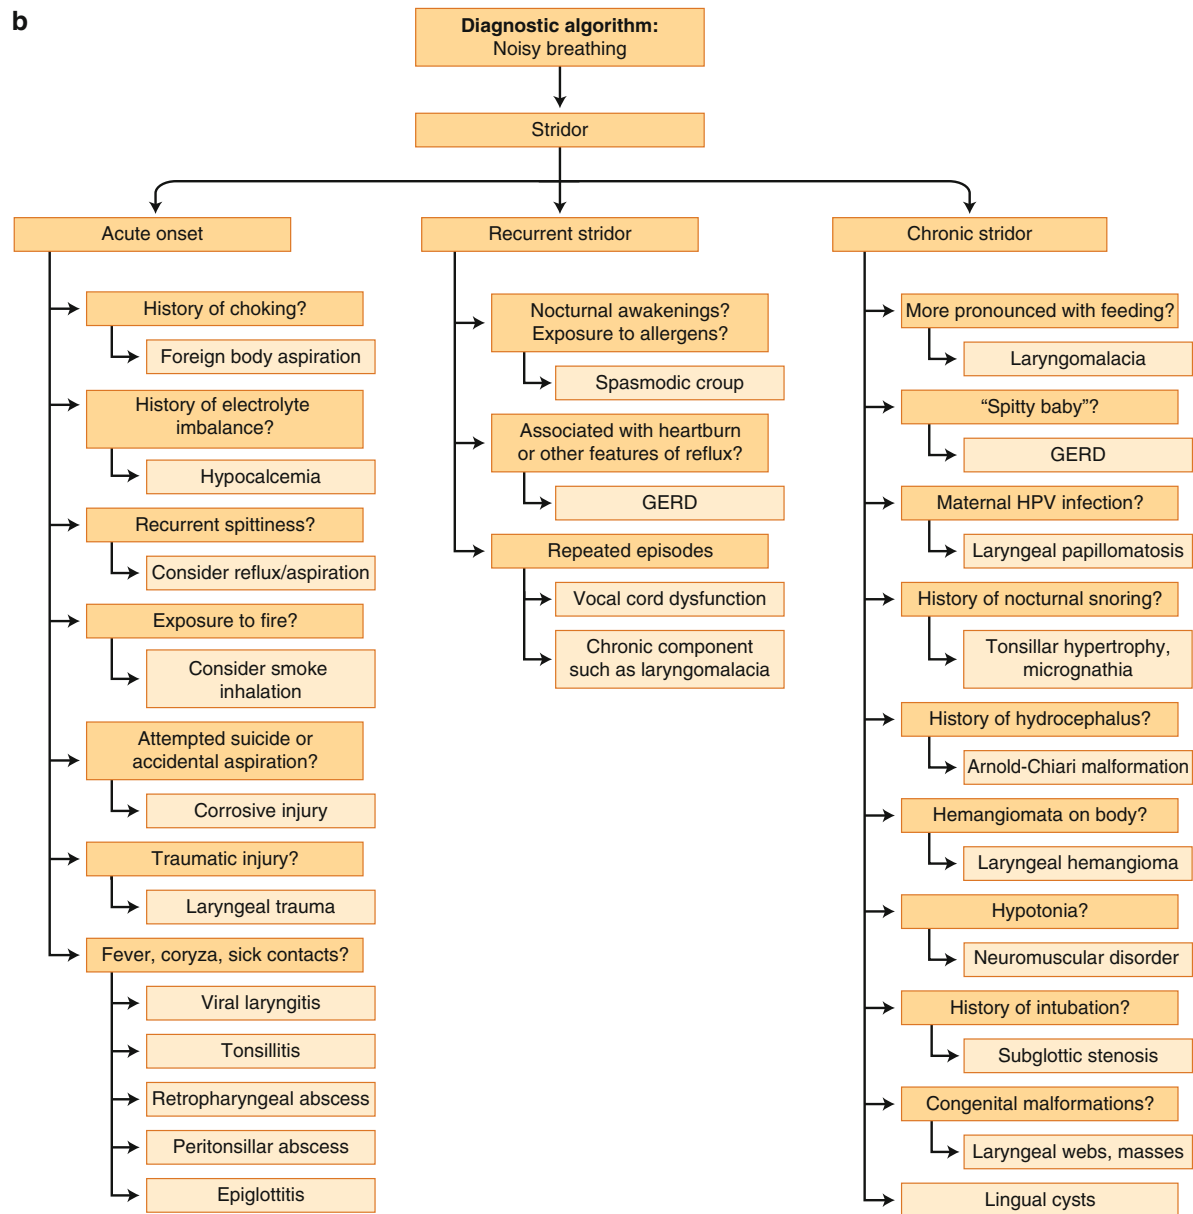 b
Diagnostic algorithm:
Noisy breathing
Stridor
Acute onset
History of choking?
Foreign body aspiration
History of electrolyte
imbalance?
Hypocalcemia
Recurrent spittiness?
Consider reflux/aspiration
Exposure to fire?
Consider smoke
inhalation
Attempted suicide or
accidental aspiration?
Corrosive injury
Traumatic injury?
Laryngeal trauma
Fever, coryza, sick contacts?
Viral laryngitis
Tonsillitis
Retropharyngeal abscess
Peritonsillar abscess
Epiglottitis
Recurrent stridor
Nocturnal awakenings?
Exposure to allergens?
Spasmodic croup
Associated with heartburn
or other features of reflux?
GERD
Repeated episodes
Vocal cord dysfunction
Chronic component
such as laryngomalacia
Chronic stridor
More pronounced with feeding?
Laryngomalacia
“Spitty baby”?
GERD
Maternal HPV infection?
Laryngeal papillomatosis
History of nocturnal snoring?
Tonsillar hypertrophy,
micrognathia
History of hydrocephalus?
Arnold-Chiari malformation
Hemangiomata on body?
Laryngeal hemangioma
Hypotonia?
Neuromuscular disorder
History of intubation?
Subglottic stenosis
Congenital malformations?
Laryngeal webs, masses
Lingual cysts